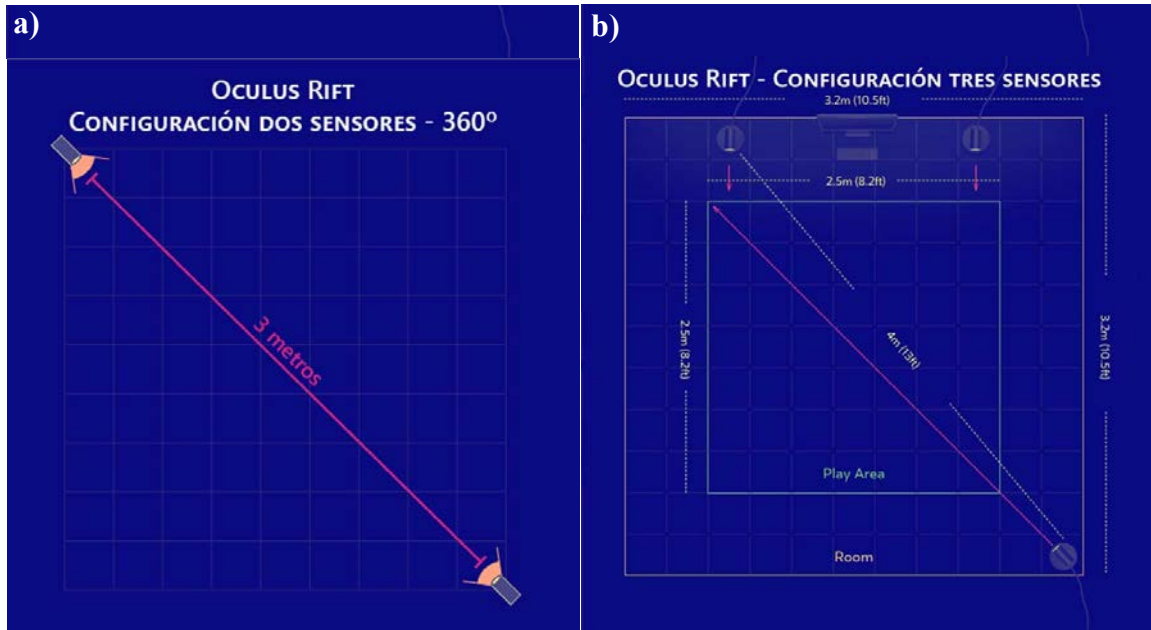 a)
OCULUS RIFT
CONFIGURACIÓN DOS SENSORES - 360º
3 metros
b)
OCULUS RIFT - CONFIGURACIÓN TRES SENSORES
3.2m (10.5ft)
2.5m (8.2ft)
2.5m (8.2ft)
4m (13ft)
3.2m (10.5ft)
Play Area
Room